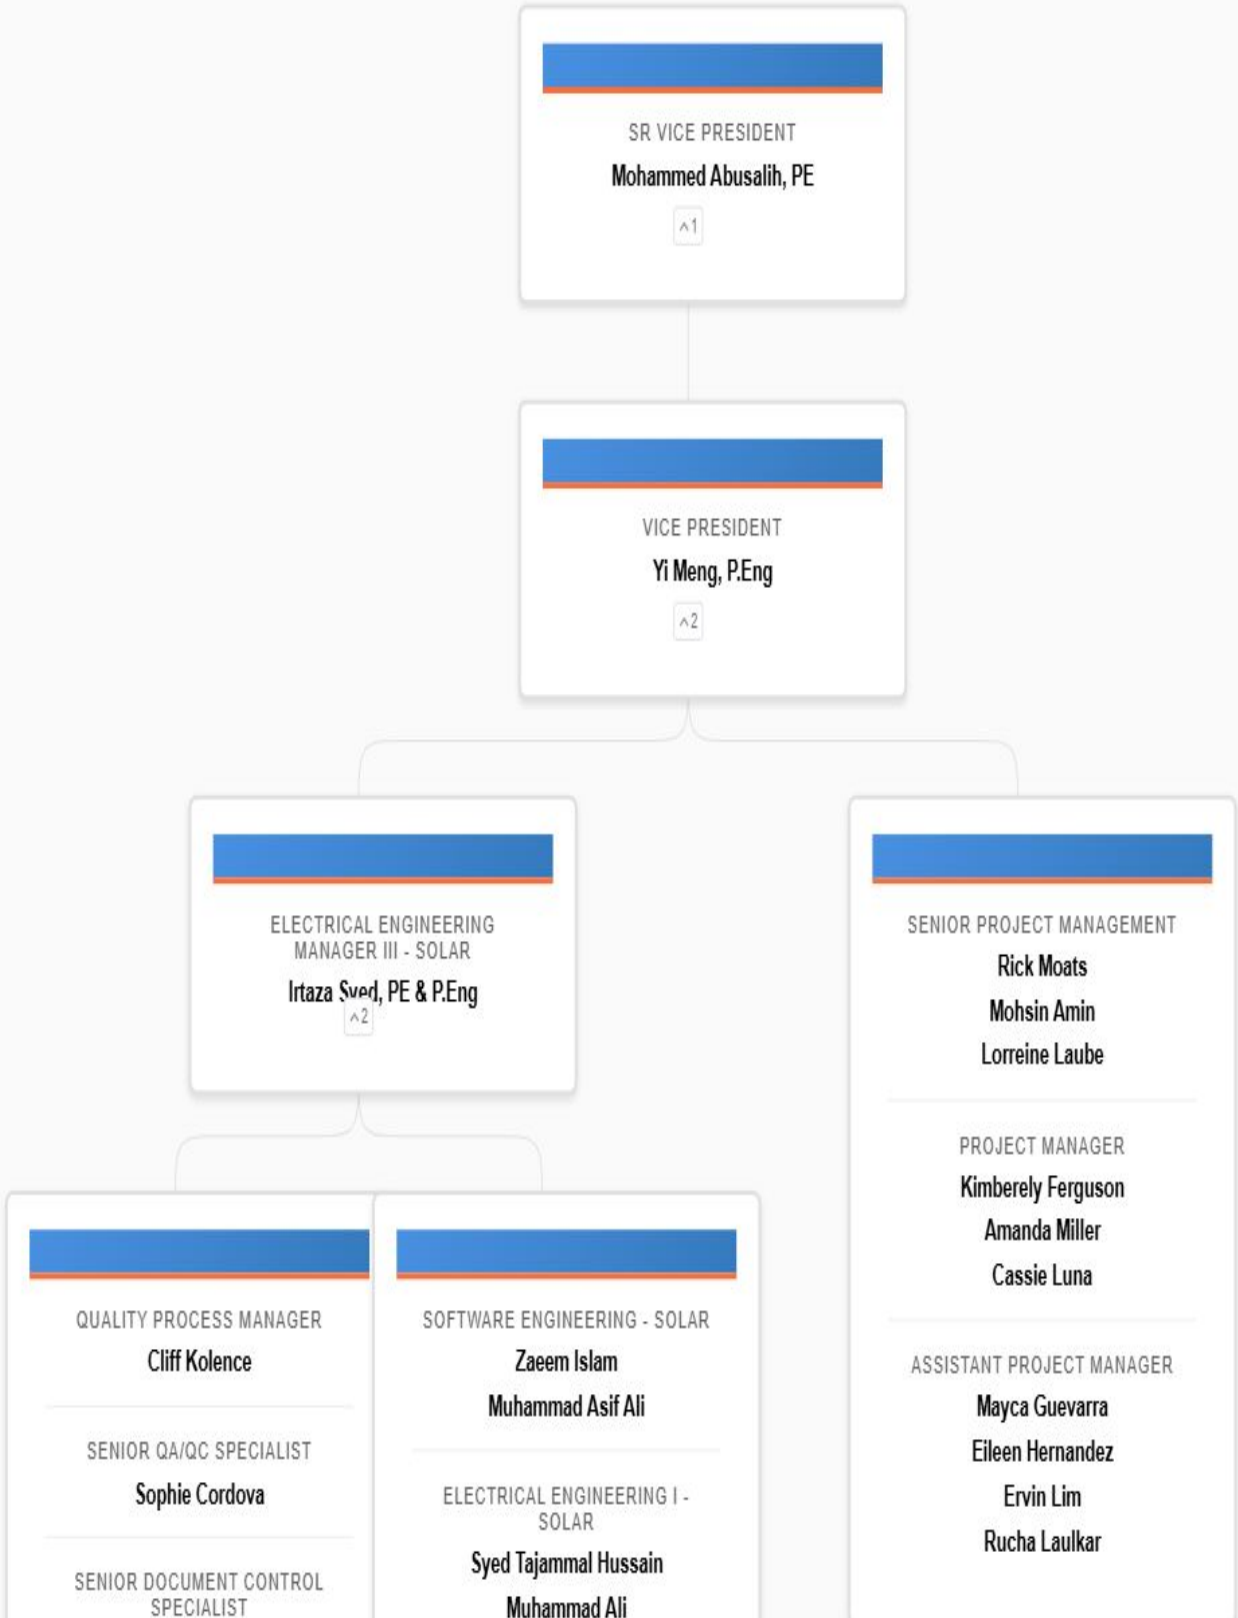 SR VICE PRESIDENT
Mohammed Abusalih, PE
^1
VICE PRESIDENT
Yi Meng, P.Eng
^2
ELECTRICAL ENGINEERING
MANAGER III - SOLAR
Irtaza Syed, PE & P.Eng
^2
SENIOR PROJECT MANAGEMENT
Rick Moats
Mohsin Amin
Lorreine Laube
PROJECT MANAGER
Kimberely Ferguson
Amanda Miller
Cassie Luna
ASSISTANT PROJECT MANAGER
Mayca Guevarra
Eileen Hernandez
Ervin Lim
Rucha Laulkar
QUALITY PROCESS MANAGER
Cliff Kolence
SENIOR QA/QC SPECIALIST
Sophie Cordova
SENIOR DOCUMENT CONTROL
SPECIALIST
SOFTWARE ENGINEERING - SOLAR
Zaeem Islam
Muhammad Asif Ali
ELECTRICAL ENGINEERING I -
SOLAR
Syed Tajammal Hussain
Muhammad Ali